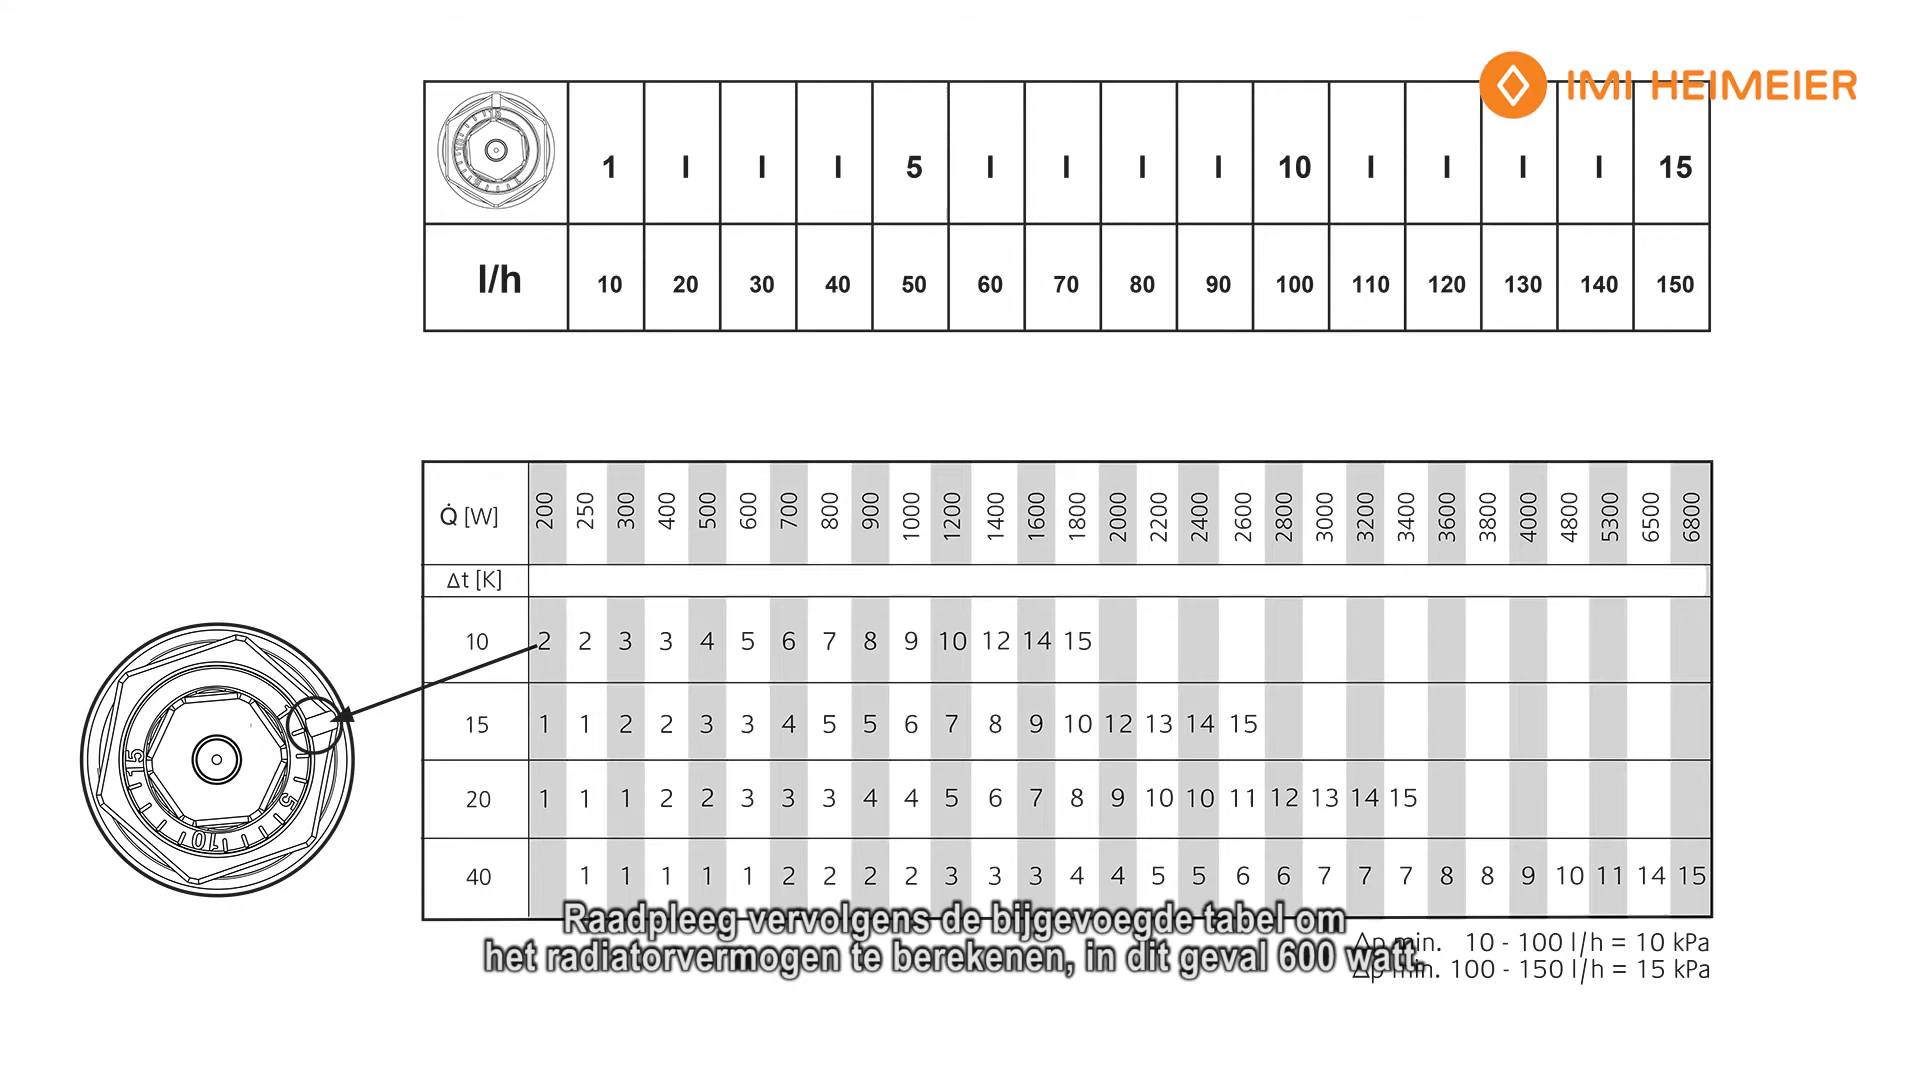 IMI HEIMEIER
1 I I I 5 I I I I 10 I I I I 15
l/h 10 20 30 40 50 60 70 80 90 100 110 120 130 140 150
Q̇ [W] 200 250 300 400 500 600 700 800 900 1000 1200 1400 1600 1800 2000 2200 2400 2600 2800 3000 3200 3400 3600 3800 4000 4800 5300 6500 6800
Δt [K]
10 2 2 3 3 4 5 6 7 8 9 10 12 14 15
15 1 1 2 2 3 3 4 5 5 6 7 8 9 10 12 13 14 15
20 1 1 1 2 2 3 3 3 4 4 5 6 7 8 9 10 10 11 12 13 14 15
40 1 1 1 1 1 2 2 2 2 3 3 3 4 4 5 5 6 6 7 7 7 8 8 9 10 11 14 15
1 5 10 15
Raadpleeg vervolgens de bijgevoegde tabel om
het radiatorvermogen te berekenen, in dit geval 600 watt.
Δp min. 10 - 100 l/h = 10 kPa
Δp min. 100 - 150 l/h = 15 kPa